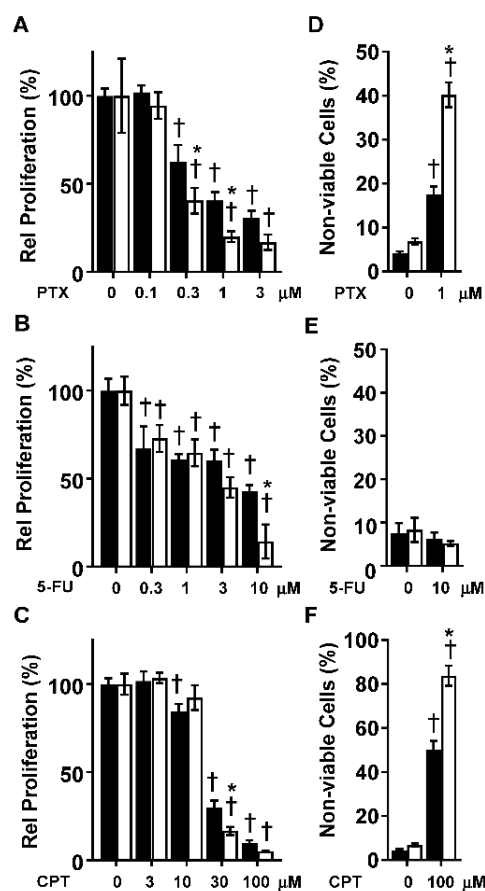 A
Rel Proliferation (%)
100
50
0
†
*
†
†
*
†
†
†
PTX 0 0.1 0.3 1 3 μM
D
Non-viable Cells (%)
50
40
30
20
10
0
†
*
†
PTX 0 1 μM
B
Rel Proliferation (%)
100
50
0
† † † † † † †
*
†
5-FU 0 0.3 1 3 10 μM
E
Non-viable Cells (%)
50
40
30
20
10
0
5-FU 0 10 μM
C
Rel Proliferation (%)
100
50
0
†
†
*
†
† †
CPT 0 3 10 30 100 μM
F
Non-viable Cells (%)
100
80
60
40
20
0
†
*
†
CPT 0 100 μM